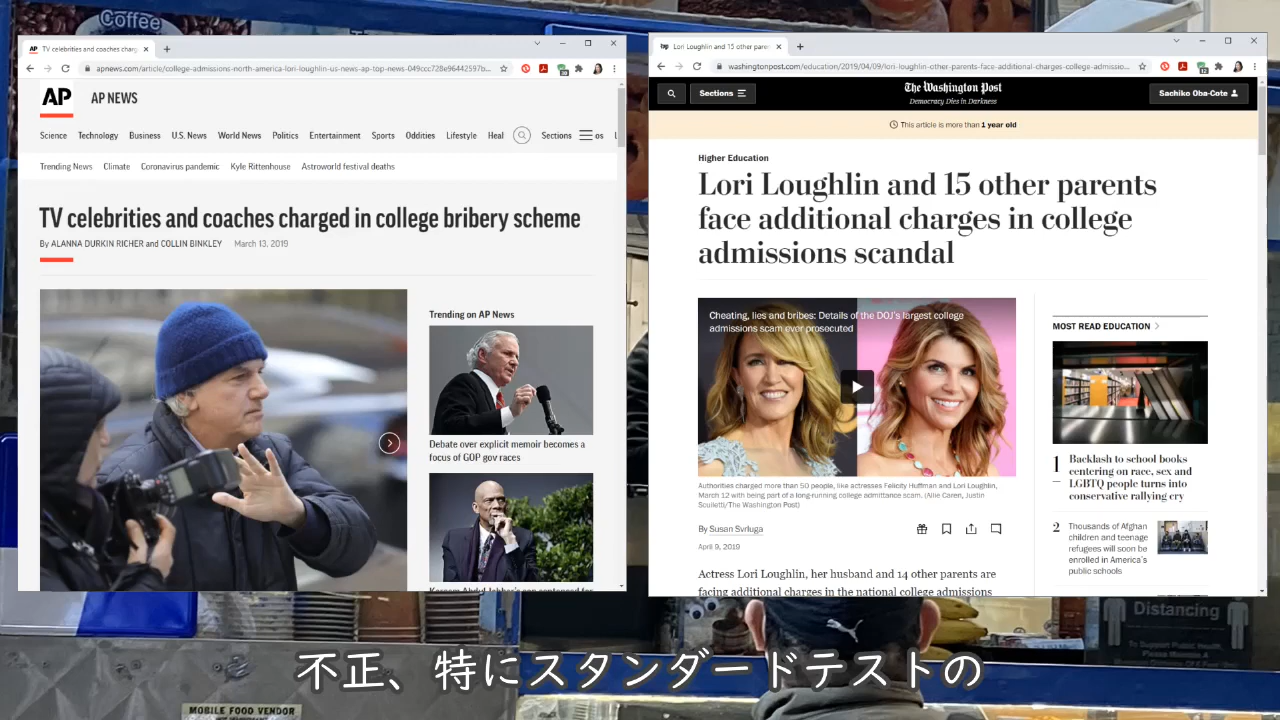 Coffee
TV celebrities and coaches charg
apnews.com/article/college-admissions-north-america-lori-loughlin-us-news-ap-top-news-049ccc728e96442597b...
AP
AP NEWS
Science Technology Business U.S. News World News Politics Entertainment Sports Oddities Lifestyle Heal Sections os
Trending News Climate Coronavirus pandemic Kyle Rittenhouse Astroworld festival deaths
TV celebrities and coaches charged in college bribery scheme
By ALANNA DURKIN RICHER and COLLIN BINKLEY March 13, 2019
Trending on AP News
Debate over explicit memoir becomes a
focus of GOP gov races
Lori Loughlin and 15 other paren
washingtonpost.com/education/2019/04/09/lori-loughlin-other-parents-face-additional-charges-college-admissio...
Sections
The Washington Post
Democracy Dies in Darkness
Sachiko Oba-Cote
This article is more than 1 year old
Higher Education
Lori Loughlin and 15 other parents
face additional charges in college
admissions scandal
Cheating, lies and bribes: Details of the DOJ's largest college
admissions scam ever prosecuted
Authorities charged more than 50 people, like actresses Felicity Huffman and Lori Loughlin,
March 12 with being part of a long-running college admittance scam. (Allie Caren, Justin
Scuiletti/The Washington Post)
By Susan Svrluga
April 9, 2019
Actress Lori Loughlin, her husband and 14 other parents are
facing additional charges in the national college admissions
MOST READ EDUCATION
1 Backlash to school books
centering on race, sex and
LGBTQ people turns into
conservative rallying cry
2 Thousands of Afghan
children and teenage
refugees will soon be
enrolled in America's
public schools
Distancing
不正、特にスタンダードテストの
MOBILE FOOD VENDOR